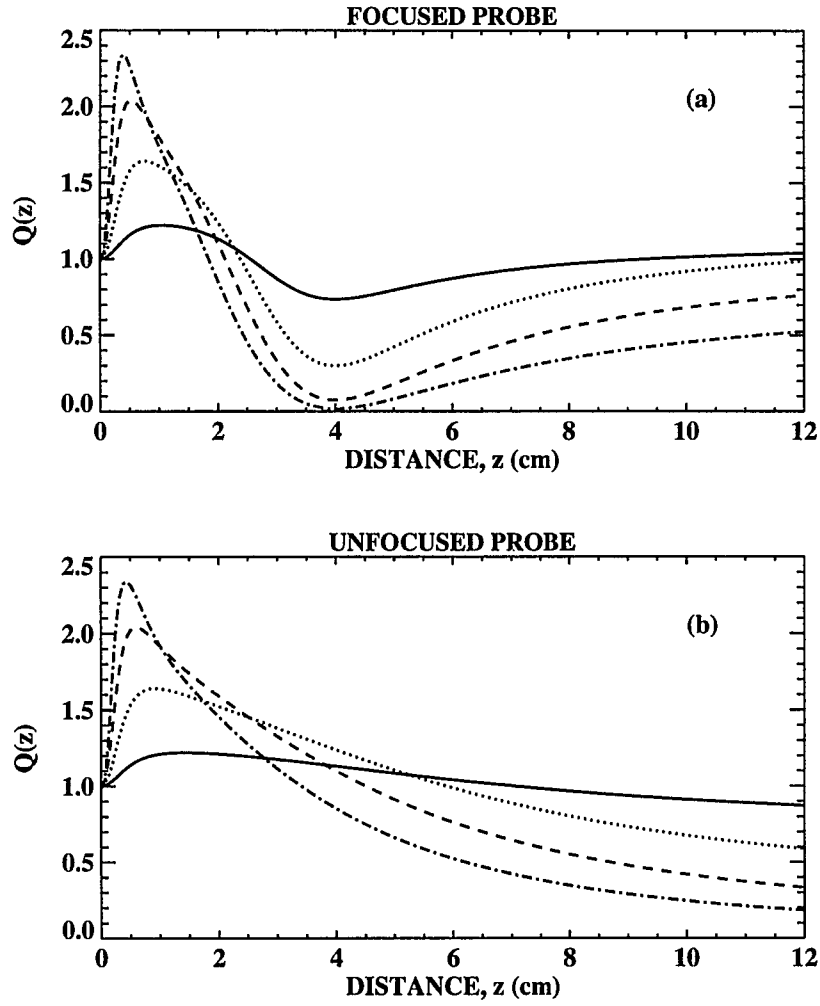 FOCUSED PROBE
2.5
(a)
2.0
1.5
Q(z)
1.0
0.5
0.0
0 2 4 6 8 10 12
DISTANCE, z (cm)
UNFOCUSED PROBE
2.5
(b)
2.0
1.5
Q(z)
1.0
0.5
0.0
0 2 4 6 8 10 12
DISTANCE, z (cm)